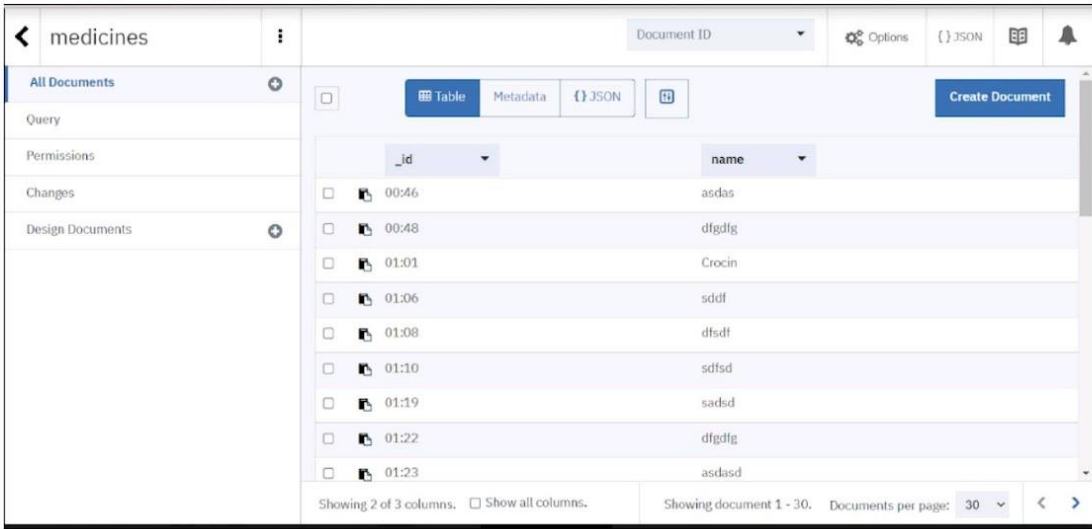 medicines
Document ID
Options
{ } JSON
All Documents
Query
Permissions
Changes
Design Documents
Table
Metadata
{ } JSON
Create Document
_id name
00:46 asdas
00:48 dfgdfg
01:01 Crocin
01:06 sddf
01:08 dfsdf
01:10 sdfsd
01:19 sadsd
01:22 dfgdfg
01:23 asdasd
Showing 2 of 3 columns. Show all columns. Showing document 1 - 30. Documents per page: 30